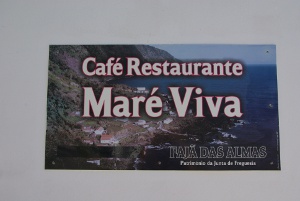 Café Restaurante
Maré Viva
FAJÃ DAS ALMAS
Património da Junta de Freguesia